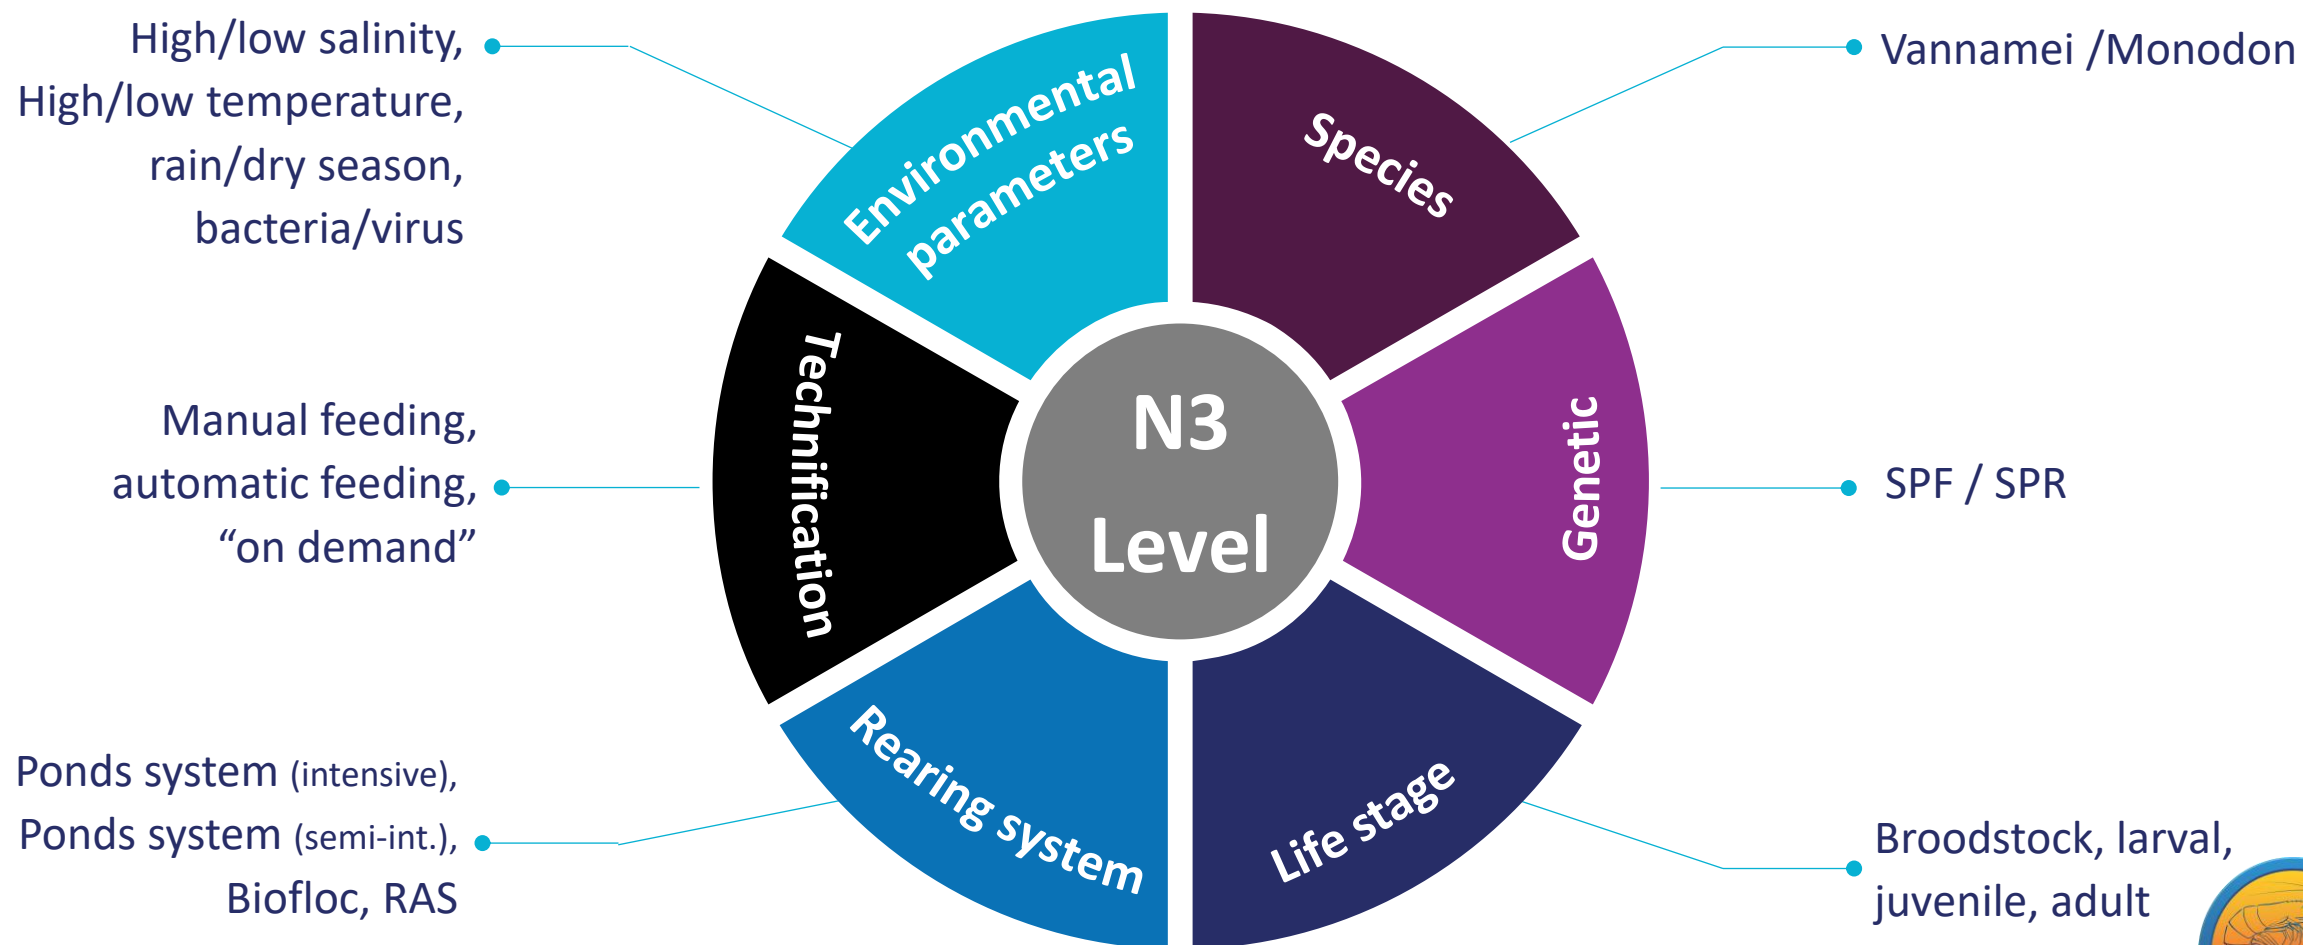 High/low salinity,
High/low temperature,
rain/dry season,
bacteria/virus
Environmental
parameters
Species
Vannamei /Monodon
Manual feeding,
automatic feeding,
“on demand”
Technification
N3
Level
Genetic
SPF / SPR
Ponds system (intensive),
Ponds system (semi-int.),
Biofloc, RAS
Rearing system
Life stage
Broodstock, larval,
juvenile, adult